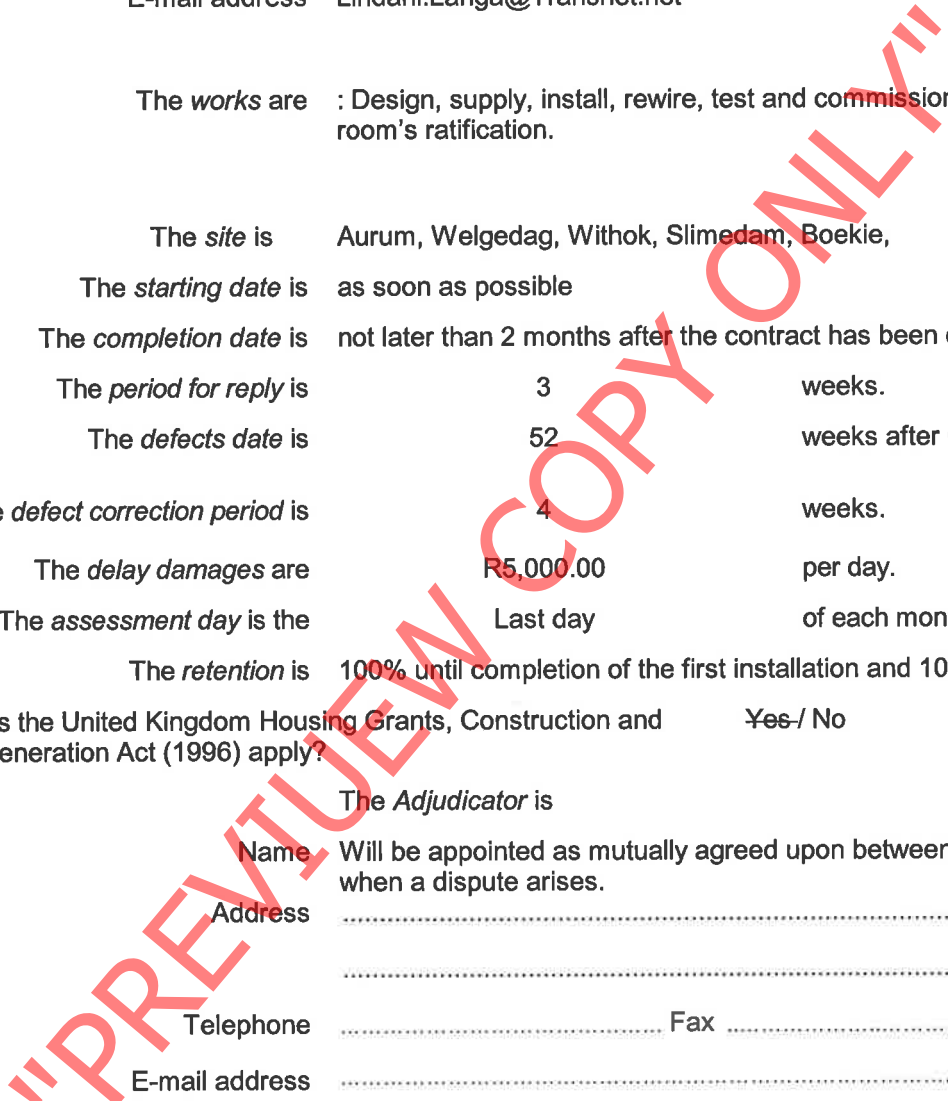 E-mail address Lindani.Langa@Transnet.net
The works are : Design, supply, install, rewire, test and commission
room's ratification.
The site is Aurum, Welgedag, Withok, Slimedam, Boekie,
The starting date is as soon as possible
The completion date is not later than 2 months after the contract has been
The period for reply is 3 weeks.
The defects date is 52 weeks after
defect correction period is 4 weeks.
The delay damages are R5,000.00 per day.
The assessment day is the Last day of each mon
The retention is 100% until completion of the first installation and 10
s the United Kingdom Housing Grants, Construction and Yes / No
eneration Act (1996) apply?
The Adjudicator is
Name Will be appointed as mutually agreed upon between
when a dispute arises.
Address
Telephone Fax
E-mail address
"PREVIUEW COPY ONLY"